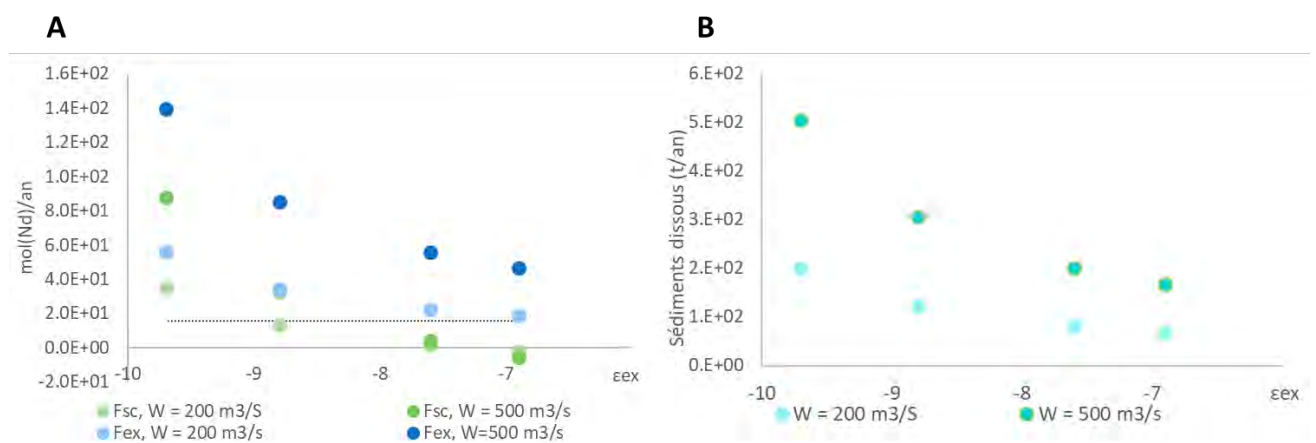 A
B
mol(Nd)/an
1.6E+02
1.4E+02
1.2E+02
1.0E+02
8.0E+01
6.0E+01
4.0E+01
2.0E+01
0.0E+00
-2.0E+01
-10
-9
-8
-7
εex
Fsc, W = 200 m3/S
Fsc, W = 500 m3/s
Fex, W = 200 m3/s
Fex, W=500 m3/s
Sédiments dissous (t/an)
6.E+02
5.E+02
4.E+02
3.E+02
2.E+02
1.E+02
0.E+00
-10
-9
-8
-7
εex
W = 200 m3/S
W = 500 m3/s